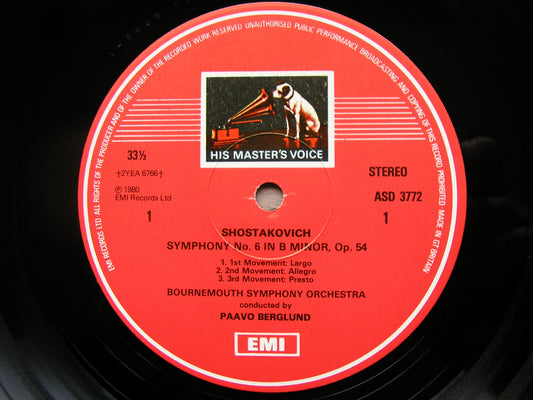 EMI RECORDS LTD ALL RIGHTS OF THE PRODUCER AND OF THE OWNER OF THE RECORDED WORK RESERVED UNAUTHORISED PUBLIC PERFORMANCE BROADCASTING AND COPYING OF THIS RECORD PROHIBITED MADE IN GT BRITAIN
HIS MASTER'S VOICE
33⅓
STEREO
†2YEA 6766†
ASD 3772
℗ 1980
EMI Records Ltd
1
1
SHOSTAKOVICH
SYMPHONY No. 6 IN B MINOR, Op. 54
1. 1st Movement: Largo
2. 2nd Movement: Allegro
3. 3rd Movement: Presto
BOURNEMOUTH SYMPHONY ORCHESTRA
conducted by
PAAVO BERGLUND
EMI